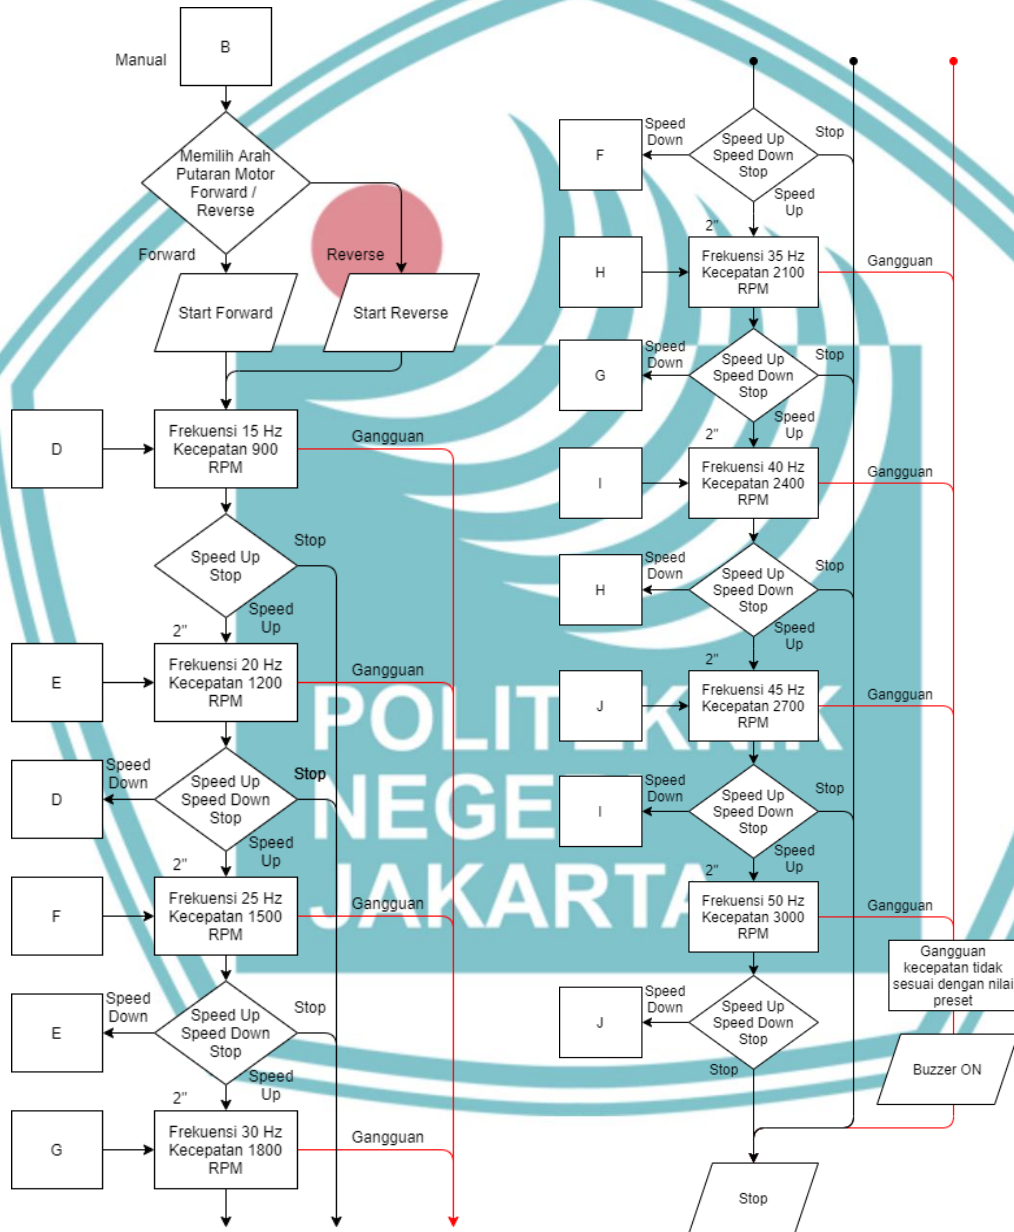 Manual
B
Memilih Arah
Putaran Motor
Forward /
Reverse
Forward
Reverse
Start Forward
Start Reverse
D
Frekuensi 15 Hz
Kecepatan 900
RPM
Gangguan
Speed Up
Stop
Stop
Speed
Up
2"
E
Frekuensi 20 Hz
Kecepatan 1200
RPM
Gangguan
D
Speed
Down
Speed Up
Speed Down
Stop
Stop
Speed
Up
2"
F
Frekuensi 25 Hz
Kecepatan 1500
RPM
Gangguan
E
Speed
Down
Speed Up
Speed Down
Stop
Stop
Speed
Up
2"
G
Frekuensi 30 Hz
Kecepatan 1800
RPM
Gangguan
F
Speed
Down
Speed Up
Speed Down
Stop
Stop
Speed
Up
2"
H
Frekuensi 35 Hz
Kecepatan 2100
RPM
Gangguan
G
Speed
Down
Speed Up
Speed Down
Stop
Stop
Speed
Up
2"
I
Frekuensi 40 Hz
Kecepatan 2400
RPM
Gangguan
H
Speed
Down
Speed Up
Speed Down
Stop
Stop
Speed
Up
2"
J
Frekuensi 45 Hz
Kecepatan 2700
RPM
Gangguan
I
Speed
Down
Speed Up
Speed Down
Stop
Stop
Speed
Up
2"
Frekuensi 50 Hz
Kecepatan 3000
RPM
Gangguan
Gangguan
kecepatan tidak
sesuai dengan nilai
preset
J
Speed
Down
Speed Up
Speed Down
Stop
Stop
Buzzer ON
Stop
POLITEKNIK
NEGE
JAKARTA